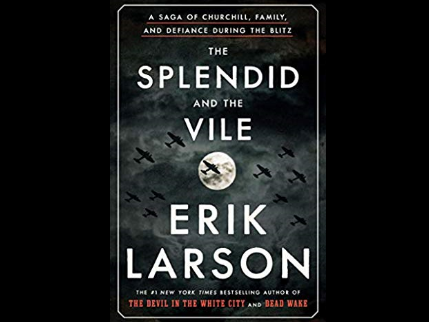 A SAGA OF CHURCHILL, FAMILY,
AND DEFIANCE DURING THE BLITZ
THE
SPLENDID
AND THE
VILE
ERIK
LARSON
THE #1 NEW YORK TIMES BESTSELLING AUTHOR OF
THE DEVIL IN THE WHITE CITY AND DEAD WAKE